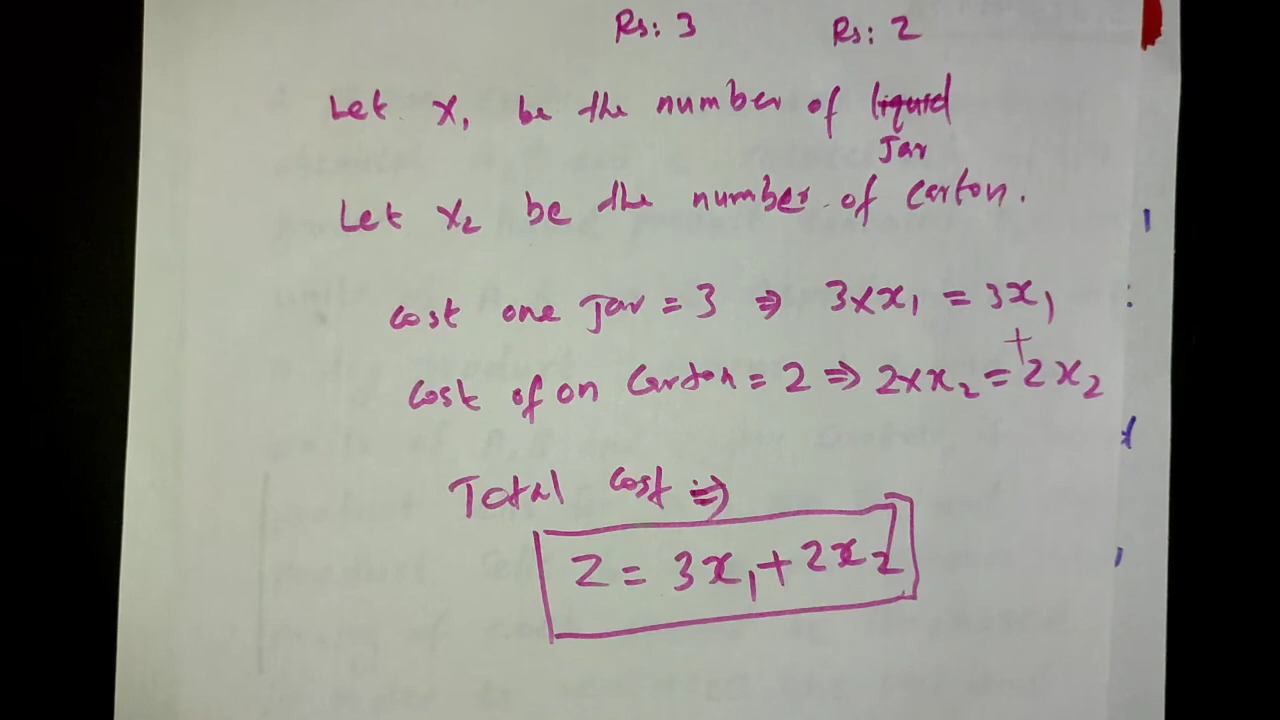 Rs: 3 Rs: 2
Let x₁ be the number of liquid
Jar
Let x₂ be the number of carton.
cost one Jar = 3 ⇒ 3×x₁ = 3x₁
+
cost of on Carton = 2 ⇒ 2×x₂ = 2x₂
Total cost ⇒
Z = 3x₁ + 2x₂